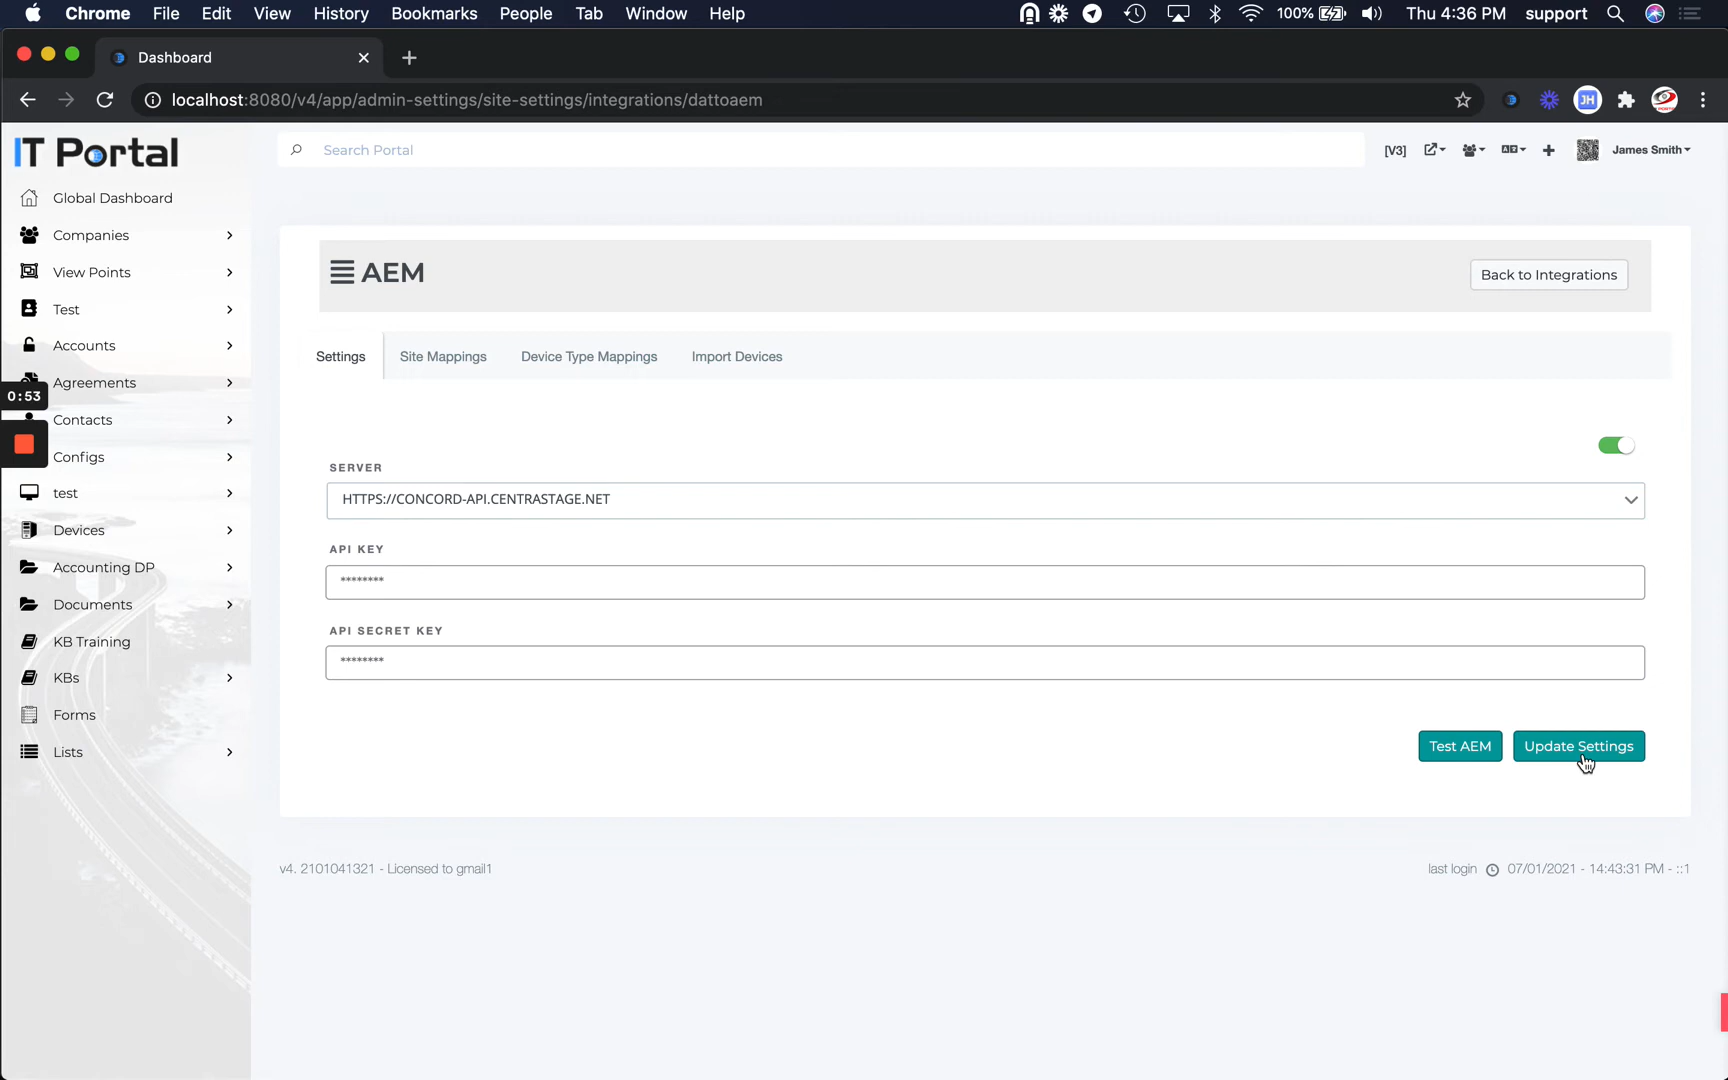 Chrome File Edit View History Bookmarks People Tab Window Help 100% Thu 4:36 PM support
Dashboard
localhost:8080/v4/app/admin-settings/site-settings/integrations/dattoaem JH
IT Portal
Search Portal [V3] James Smith
Global Dashboard
Companies
View Points
Test
Accounts
Agreements
0:53
Contacts
Configs
test
Devices
Accounting DP
Documents
KB Training
KBs
Forms
Lists
AEM Back to Integrations
Settings Site Mappings Device Type Mappings Import Devices
SERVER
HTTPS://CONCORD-API.CENTRASTAGE.NET
API KEY
********
API SECRET KEY
********
Test AEM Update Settings
v4. 2101041321 - Licensed to gmail1 last login 07/01/2021 - 14:43:31 PM - ::1